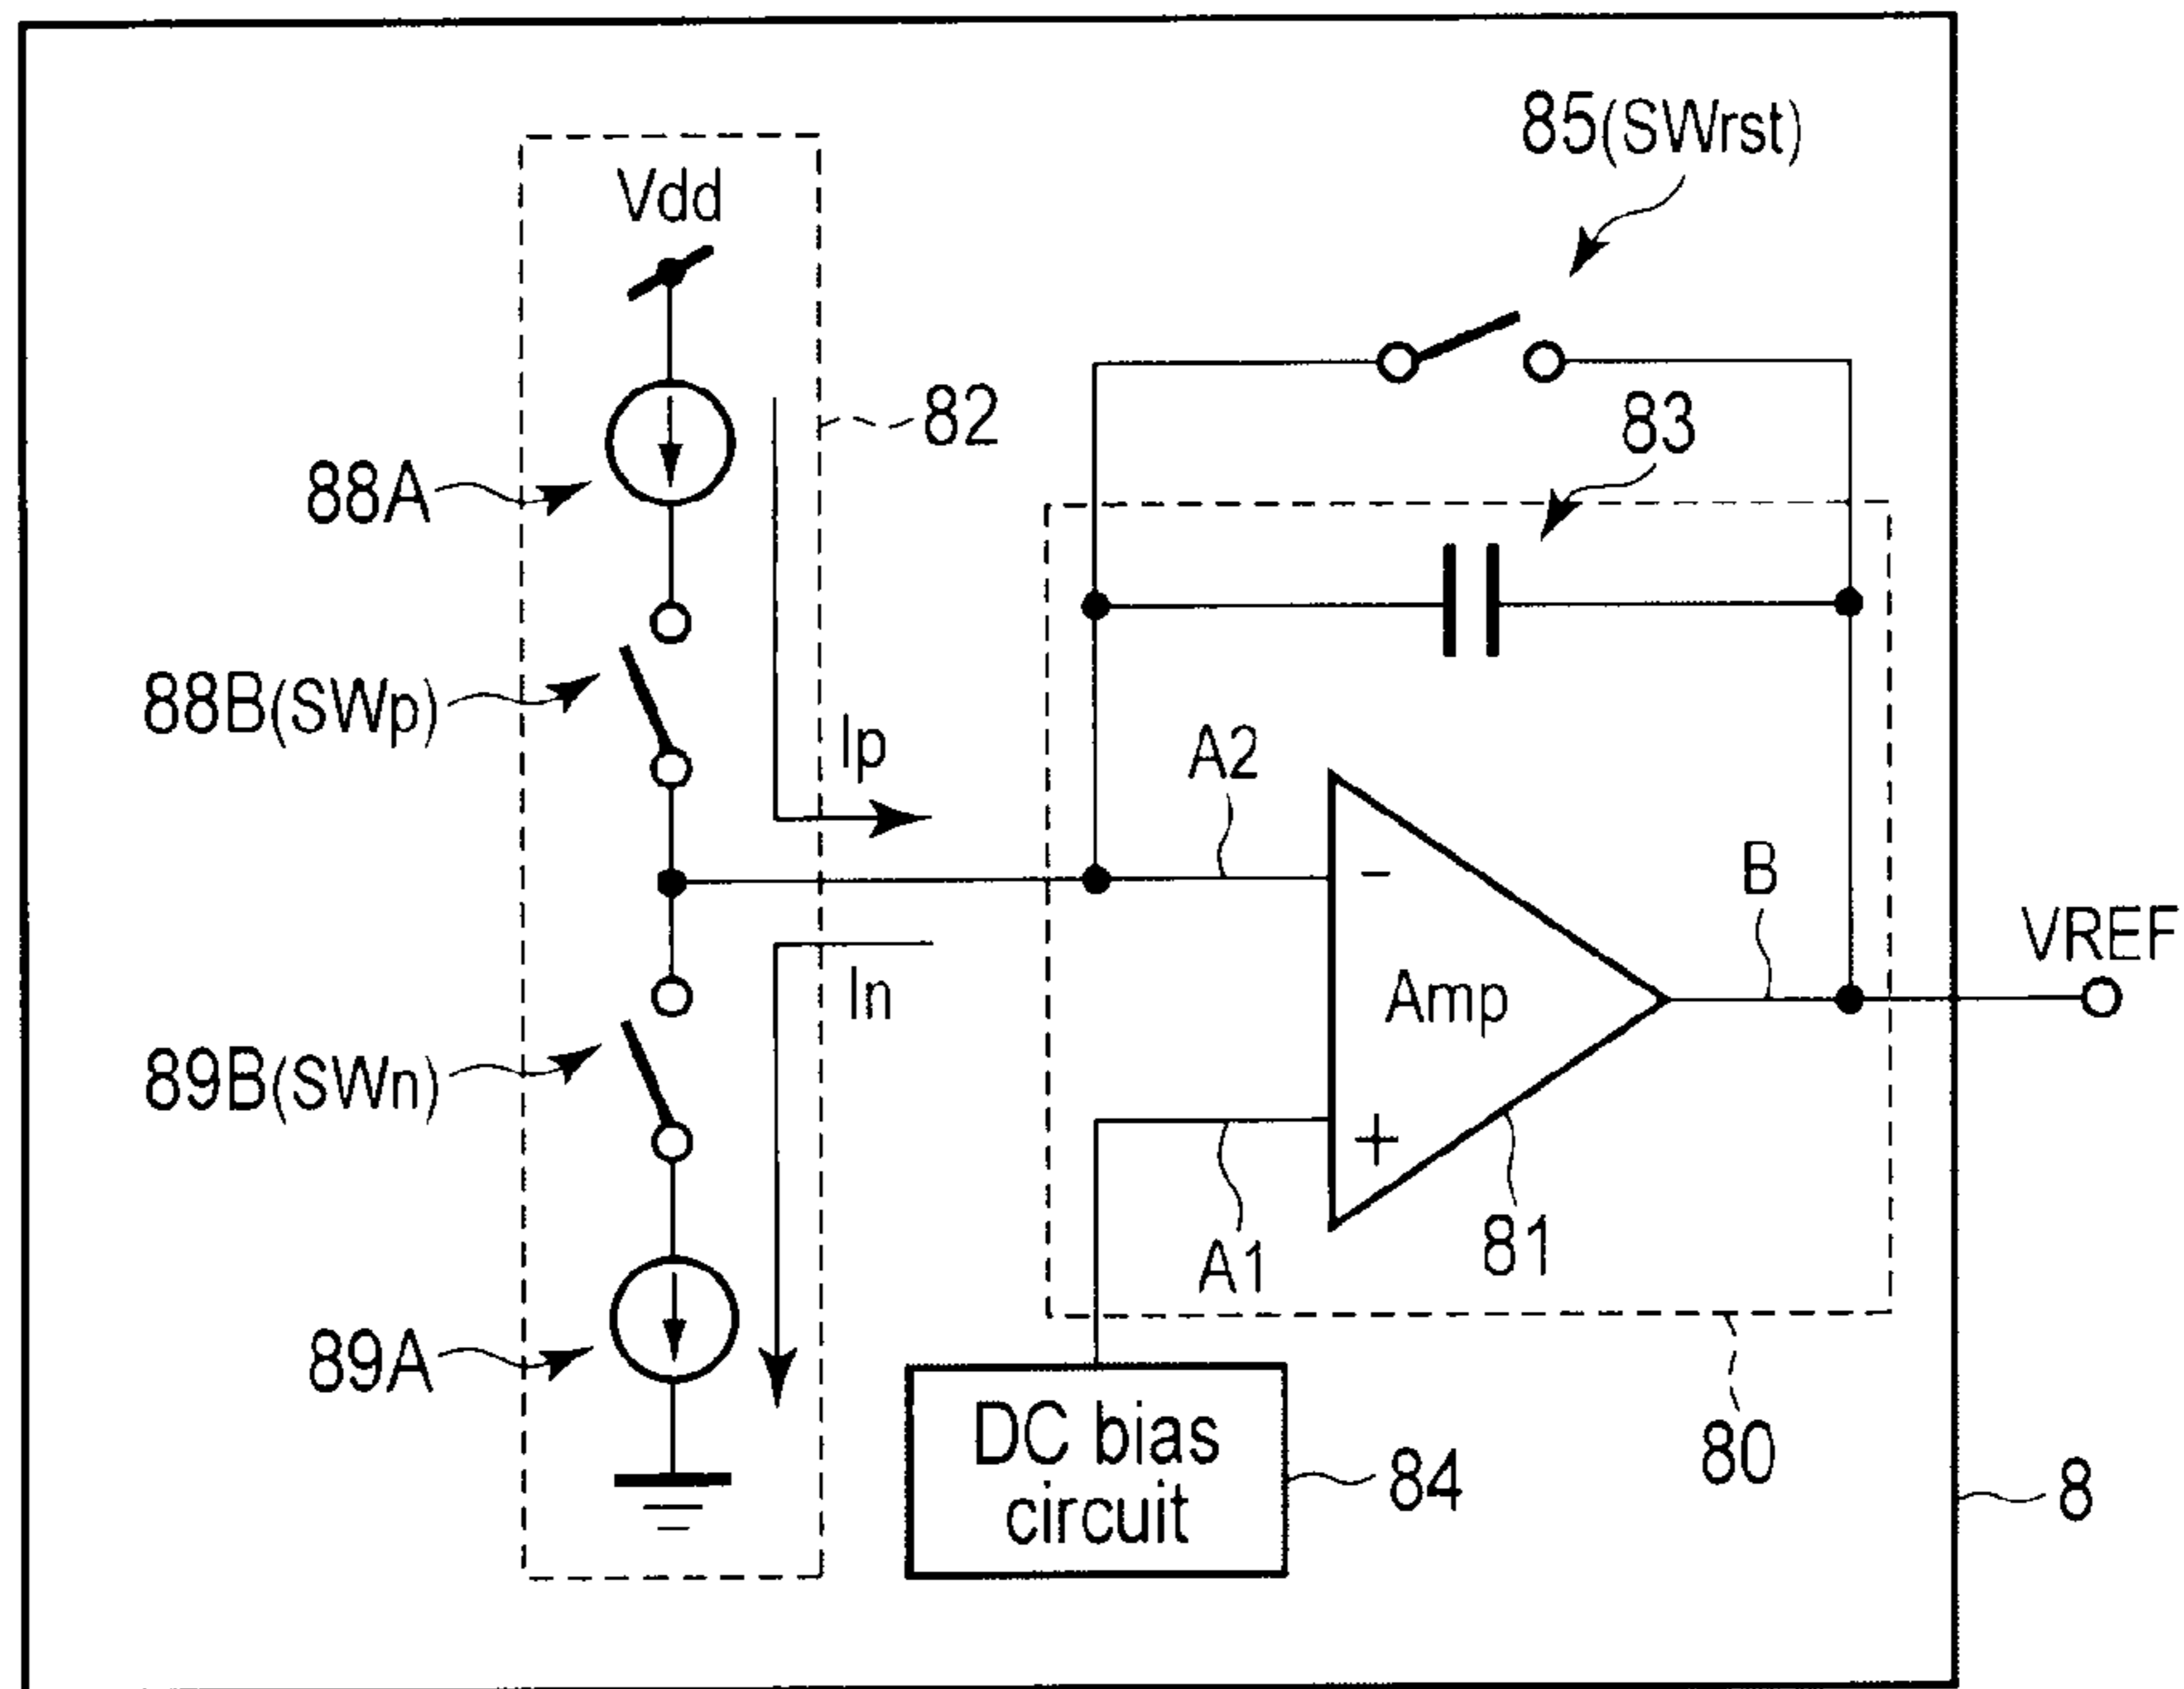 85(SWrst)
Vdd
82
83
88A
88B(SWp)
Ip
A2
-
B
VREF
Amp
In
89B(SWn)
+
81
A1
89A
DC bias
circuit
84
80
8